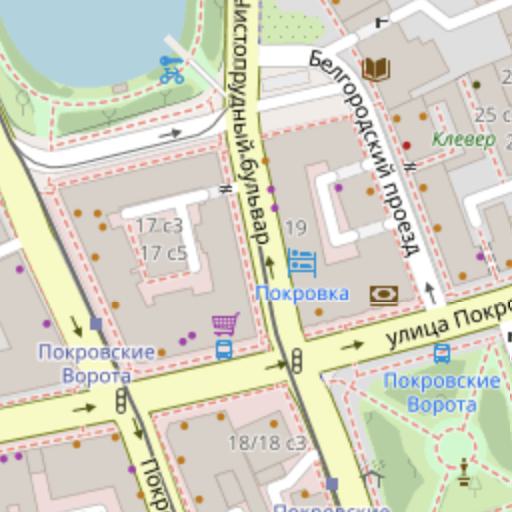 Чистопрудный бульвар
Белгородский проезд
25 с
Клевер
17 с3
17 с5
19
Покровка
улица Покро
Покровские
Ворота
Покровские
Ворота
18/18 с3
Покр
Покровские